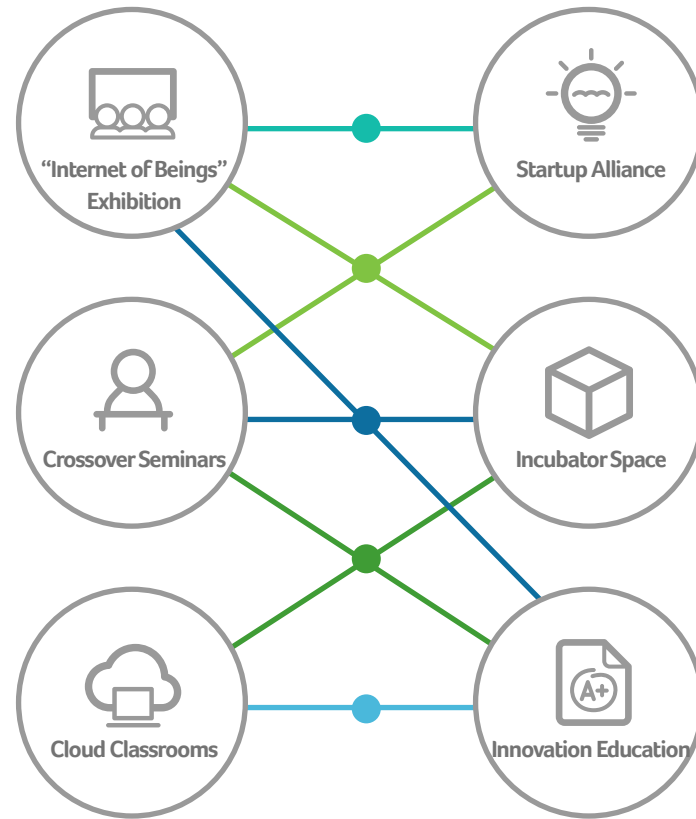 “Internet of Beings”
Exhibition
Startup Alliance
Crossover Seminars
Incubator Space
Cloud Classrooms
A+
Innovation Education